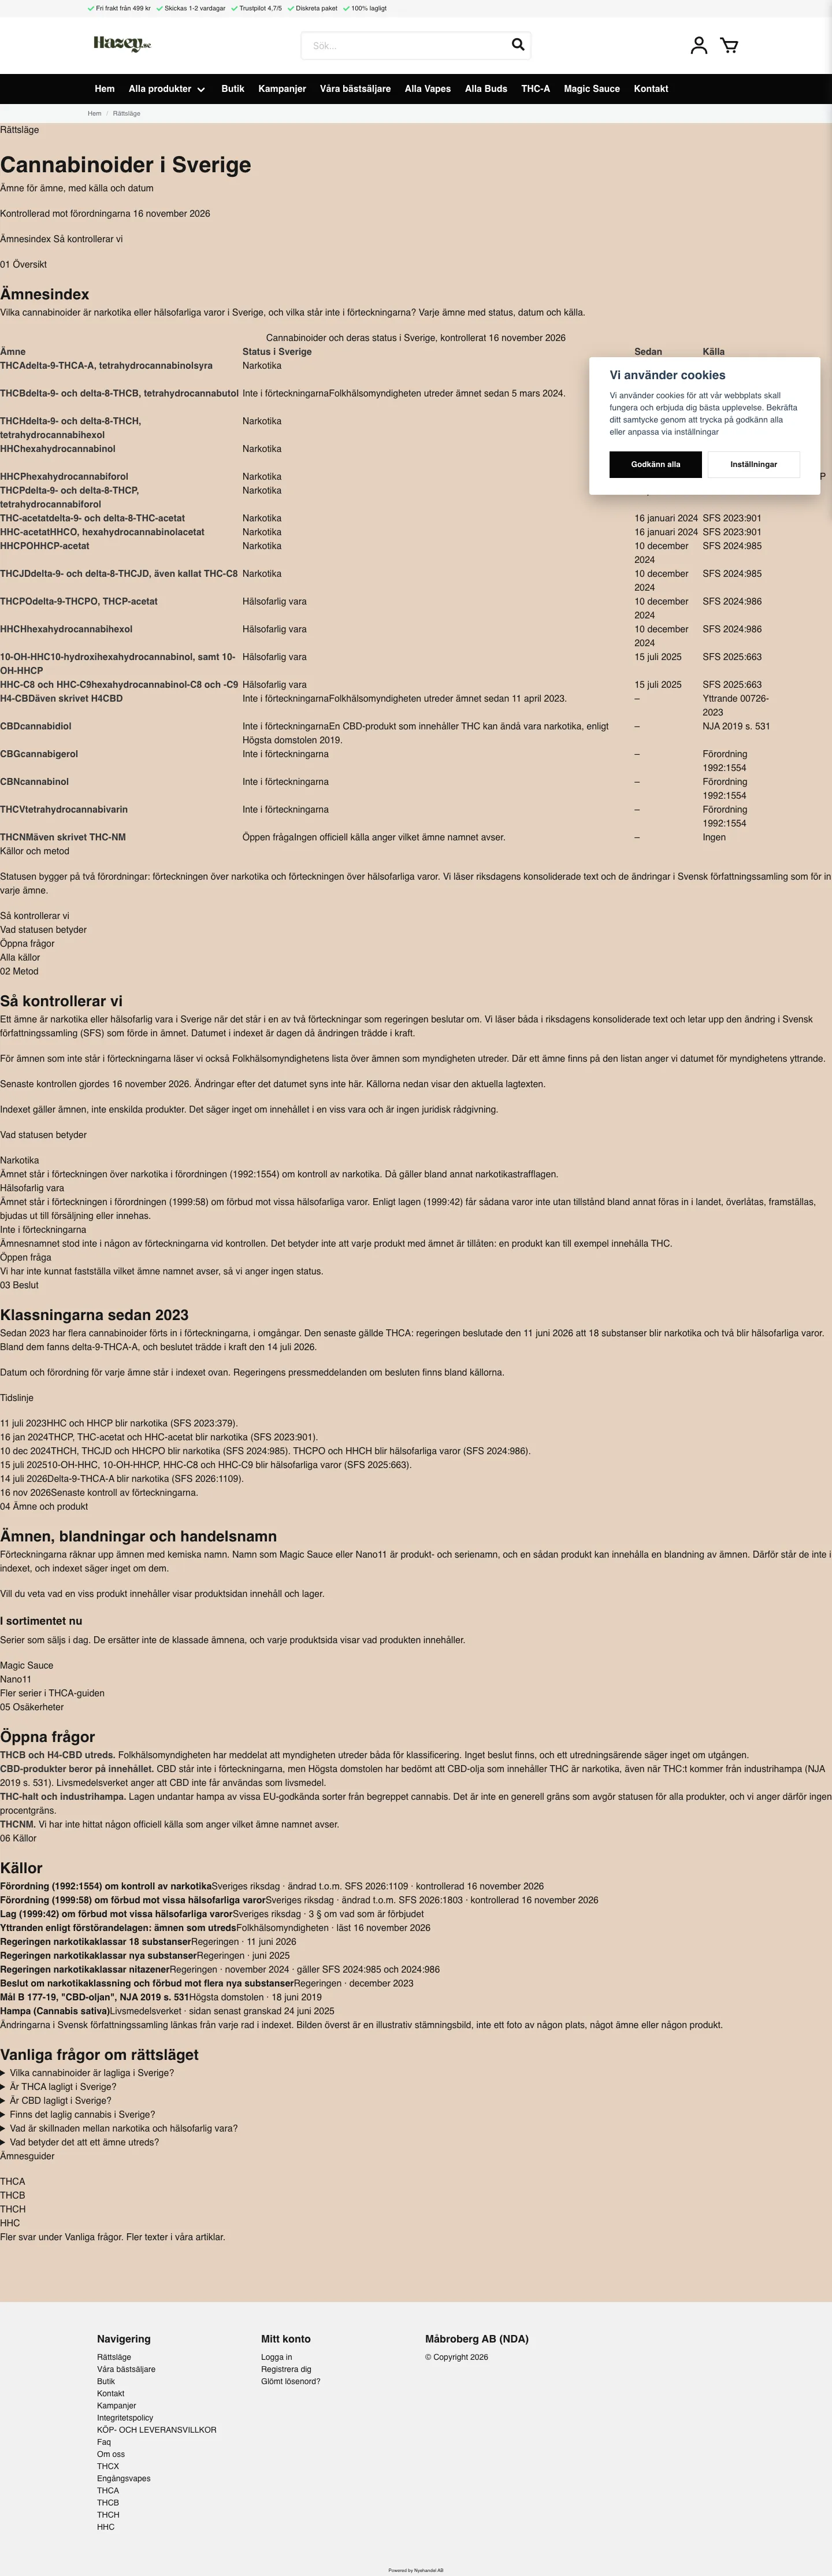 Fri frakt från 499 kr Skickas 1-2 vardagar Trustpilot 4,7/5 Diskreta paket 100% lagligt
Hazey.se
Sök...
Hem Alla produkter Butik Kampanjer Våra bästsäljare Alla Vapes Alla Buds THC-A Magic Sauce Kontakt
Hem / Rättsläge
Rättsläge
Cannabinoider i Sverige
Ämne för ämne, med källa och datum
Kontrollerad mot förordningarna 16 november 2026
Ämnesindex Så kontrollerar vi
01 Översikt
Ämnesindex
Vilka cannabinoider är narkotika eller hälsofarliga varor i Sverige, och vilka står inte i förteckningarna? Varje ämne med status, datum och källa.
Cannabinoider och deras status i Sverige, kontrollerat 16 november 2026
Ämne Status i Sverige Sedan Källa
THCAdelta-9-THCA-A, tetrahydrocannabinolsyra Narkotika
THCBdelta-9- och delta-8-THCB, tetrahydrocannabutol Inte i förteckningarnaFolkhälsomyndigheten utreder ämnet sedan 5 mars 2024.
THCHdelta-9- och delta-8-THCH, Narkotika
tetrahydrocannabihexol
HHChexahydrocannabinol Narkotika
HHCPhexahydrocannabiforol Narkotika P
THCPdelta-9- och delta-8-THCP, Narkotika
tetrahydrocannabiforol
Vi använder cookies
Vi använder cookies för att vår webbplats skall
fungera och erbjuda dig bästa upplevelse. Bekräfta
ditt samtycke genom att trycka på godkänn alla
eller anpassa via inställningar
Godkänn alla Inställningar
THC-acetatdelta-9- och delta-8-THC-acetat Narkotika 16 januari 2024 SFS 2023:901
HHC-acetatHHCO, hexahydrocannabinolacetat Narkotika 16 januari 2024 SFS 2023:901
HHCPOHHCP-acetat Narkotika 10 december SFS 2024:985
2024
THCJDdelta-9- och delta-8-THCJD, även kallat THC-C8 Narkotika 10 december SFS 2024:985
2024
THCPOdelta-9-THCPO, THCP-acetat Hälsofarlig vara 10 december SFS 2024:986
2024
HHCHhexahydrocannabihexol Hälsofarlig vara 10 december SFS 2024:986
2024
10-OH-HHC10-hydroxihexahydrocannabinol, samt 10- Hälsofarlig vara 15 juli 2025 SFS 2025:663
OH-HHCP
HHC-C8 och HHC-C9hexahydrocannabinol-C8 och -C9 Hälsofarlig vara 15 juli 2025 SFS 2025:663
H4-CBDäven skrivet H4CBD Inte i förteckningarnaFolkhälsomyndigheten utreder ämnet sedan 11 april 2023. – Yttrande 00726-
2023
CBDcannabidiol Inte i förteckningarnaEn CBD-produkt som innehåller THC kan ändå vara narkotika, enligt – NJA 2019 s. 531
Högsta domstolen 2019.
CBGcannabigerol Inte i förteckningarna – Förordning
1992:1554
CBNcannabinol Inte i förteckningarna – Förordning
1992:1554
THCVtetrahydrocannabivarin Inte i förteckningarna – Förordning
1992:1554
THCNMäven skrivet THC-NM Öppen frågaIngen officiell källa anger vilket ämne namnet avser. – Ingen
Källor och metod
Statusen bygger på två förordningar: förteckningen över narkotika och förteckningen över hälsofarliga varor. Vi läser riksdagens konsoliderade text och de ändringar i Svensk författningssamling som för in
varje ämne.
Så kontrollerar vi
Vad statusen betyder
Öppna frågor
Alla källor
02 Metod
Så kontrollerar vi
Ett ämne är narkotika eller hälsofarlig vara i Sverige när det står i en av två förteckningar som regeringen beslutar om. Vi läser båda i riksdagens konsoliderade text och letar upp den ändring i Svensk
författningssamling (SFS) som förde in ämnet. Datumet i indexet är dagen då ändringen trädde i kraft.
För ämnen som inte står i förteckningarna läser vi också Folkhälsomyndighetens lista över ämnen som myndigheten utreder. Där ett ämne finns på den listan anger vi datumet för myndighetens yttrande.
Senaste kontrollen gjordes 16 november 2026. Ändringar efter det datumet syns inte här. Källorna nedan visar den aktuella lagtexten.
Indexet gäller ämnen, inte enskilda produkter. Det säger inget om innehållet i en viss vara och är ingen juridisk rådgivning.
Vad statusen betyder
Narkotika
Ämnet står i förteckningen över narkotika i förordningen (1992:1554) om kontroll av narkotika. Då gäller bland annat narkotikastrafflagen.
Hälsofarlig vara
Ämnet står i förteckningen i förordningen (1999:58) om förbud mot vissa hälsofarliga varor. Enligt lagen (1999:42) får sådana varor inte utan tillstånd bland annat föras in i landet, överlåtas, framställas,
bjudas ut till försäljning eller innehas.
Inte i förteckningarna
Ämnesnamnet stod inte i någon av förteckningarna vid kontrollen. Det betyder inte att varje produkt med ämnet är tillåten: en produkt kan till exempel innehålla THC.
Öppen fråga
Vi har inte kunnat fastställa vilket ämne namnet avser, så vi anger ingen status.
03 Beslut
Klassningarna sedan 2023
Sedan 2023 har flera cannabinoider förts in i förteckningarna, i omgångar. Den senaste gällde THCA: regeringen beslutade den 11 juni 2026 att 18 substanser blir narkotika och två blir hälsofarliga varor.
Bland dem fanns delta-9-THCA-A, och beslutet trädde i kraft den 14 juli 2026.
Datum och förordning för varje ämne står i indexet ovan. Regeringens pressmeddelanden om besluten finns bland källorna.
Tidslinje
11 juli 2023HHC och HHCP blir narkotika (SFS 2023:379).
16 jan 2024THCP, THC-acetat och HHC-acetat blir narkotika (SFS 2023:901).
10 dec 2024THCH, THCJD och HHCPO blir narkotika (SFS 2024:985). THCPO och HHCH blir hälsofarliga varor (SFS 2024:986).
15 juli 202510-OH-HHC, 10-OH-HHCP, HHC-C8 och HHC-C9 blir hälsofarliga varor (SFS 2025:663).
14 juli 2026Delta-9-THCA-A blir narkotika (SFS 2026:1109).
16 nov 2026Senaste kontroll av förteckningarna.
04 Ämne och produkt
Ämnen, blandningar och handelsnamn
Förteckningarna räknar upp ämnen med kemiska namn. Namn som Magic Sauce eller Nano11 är produkt- och serienamn, och en sådan produkt kan innehålla en blandning av ämnen. Därför står de inte i
indexet, och indexet säger inget om dem.
Vill du veta vad en viss produkt innehåller visar produktsidan innehåll och lager.
I sortimentet nu
Serier som säljs i dag. De ersätter inte de klassade ämnena, och varje produktsida visar vad produkten innehåller.
Magic Sauce
Nano11
Fler serier i THCA-guiden
05 Osäkerheter
Öppna frågor
THCB och H4-CBD utreds. Folkhälsomyndigheten har meddelat att myndigheten utreder båda för klassificering. Inget beslut finns, och ett utredningsärende säger inget om utgången.
CBD-produkter beror på innehållet. CBD står inte i förteckningarna, men Högsta domstolen har bedömt att CBD-olja som innehåller THC är narkotika, även när THC:t kommer från industrihampa (NJA
2019 s. 531). Livsmedelsverket anger att CBD inte får användas som livsmedel.
THC-halt och industrihampa. Lagen undantar hampa av vissa EU-godkända sorter från begreppet cannabis. Det är inte en generell gräns som avgör statusen för alla produkter, och vi anger därför ingen
procentgräns.
THCNM. Vi har inte hittat någon officiell källa som anger vilket ämne namnet avser.
06 Källor
Källor
Förordning (1992:1554) om kontroll av narkotikaSveriges riksdag · ändrad t.o.m. SFS 2026:1109 · kontrollerad 16 november 2026
Förordning (1999:58) om förbud mot vissa hälsofarliga varorSveriges riksdag · ändrad t.o.m. SFS 2026:1803 · kontrollerad 16 november 2026
Lag (1999:42) om förbud mot vissa hälsofarliga varorSveriges riksdag · 3 § om vad som är förbjudet
Yttranden enligt förstörandelagen: ämnen som utredsFolkhälsomyndigheten · läst 16 november 2026
Regeringen narkotikaklassar 18 substanserRegeringen · 11 juni 2026
Regeringen narkotikaklassar nya substanserRegeringen · juni 2025
Regeringen narkotikaklassar nitazenerRegeringen · november 2024 · gäller SFS 2024:985 och 2024:986
Beslut om narkotikaklassning och förbud mot flera nya substanserRegeringen · december 2023
Mål B 177-19, "CBD-oljan", NJA 2019 s. 531Högsta domstolen · 18 juni 2019
Hampa (Cannabis sativa)Livsmedelsverket · sidan senast granskad 24 juni 2025
Ändringarna i Svensk författningssamling länkas från varje rad i indexet. Bilden överst är en illustrativ stämningsbild, inte ett foto av någon plats, något ämne eller någon produkt.
Vanliga frågor om rättsläget
Vilka cannabinoider är lagliga i Sverige?
Är THCA lagligt i Sverige?
Är CBD lagligt i Sverige?
Finns det laglig cannabis i Sverige?
Vad är skillnaden mellan narkotika och hälsofarlig vara?
Vad betyder det att ett ämne utreds?
Ämnesguider
THCA
THCB
THCH
HHC
Fler svar under Vanliga frågor. Fler texter i våra artiklar.
Navigering Mitt konto Måbroberg AB (NDA)
Rättsläge Logga in © Copyright 2026
Våra bästsäljare Registrera dig
Butik Glömt lösenord?
Kontakt
Kampanjer
Integritetspolicy
KÖP- OCH LEVERANSVILLKOR
Faq
Om oss
THCX
Engångsvapes
THCA
THCB
THCH
HHC
Powered by Nyehandel AB